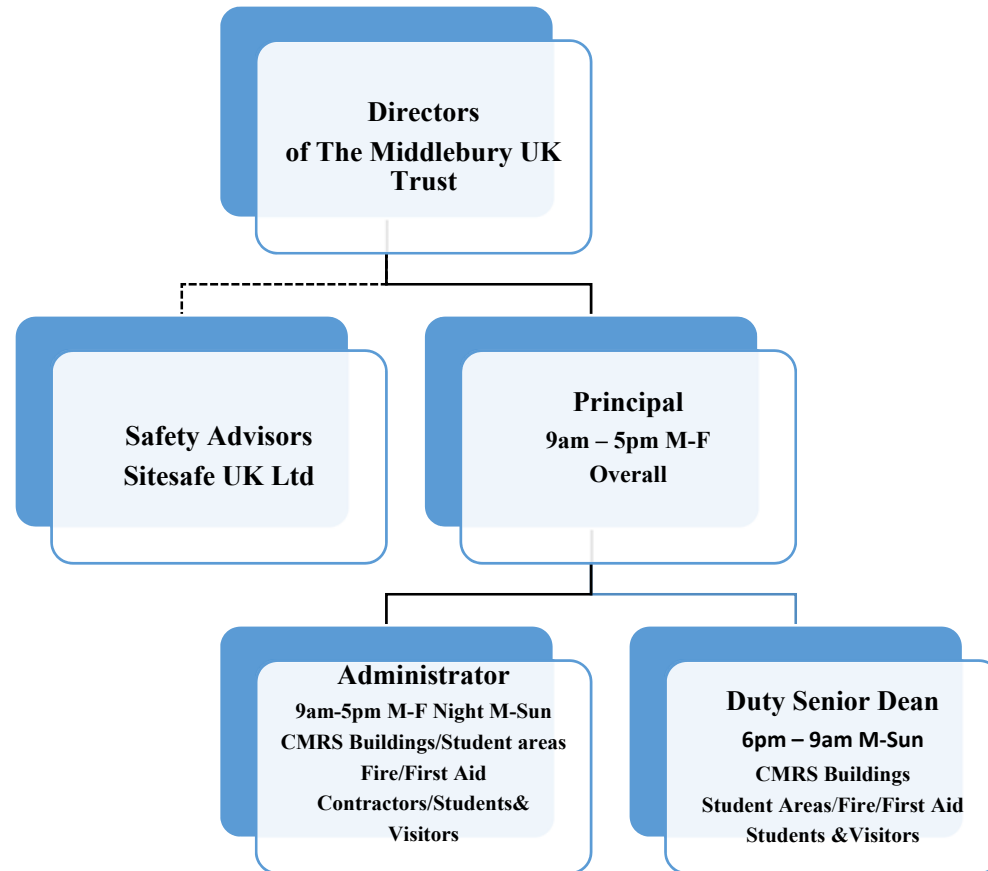 Directors
of The Middlebury UK
Trust
Safety Advisors
Sitesafe UK Ltd
Principal
9am – 5pm M-F
Overall
Administrator
9am-5pm M-F Night M-Sun
CMRS Buildings/Student areas
Fire/First Aid
Contractors/Students&
Visitors
Duty Senior Dean
6pm – 9am M-Sun
CMRS Buildings
Student Areas/Fire/First Aid
Students &Visitors